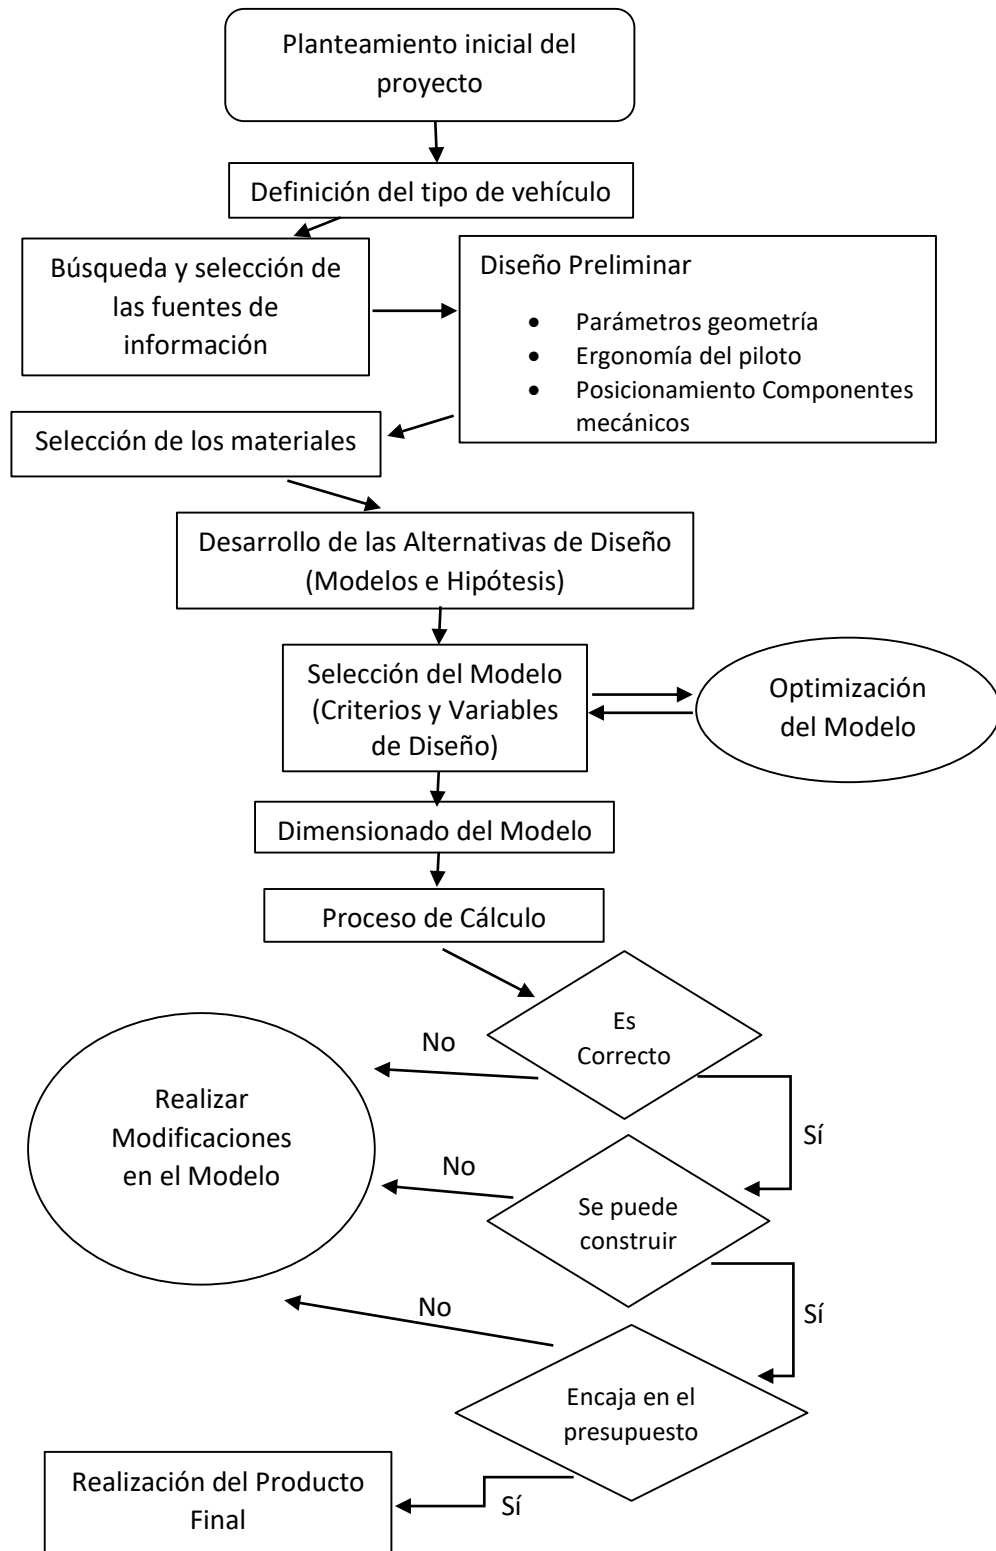 Planteamiento inicial del
proyecto
Definición del tipo de vehículo
Búsqueda y selección de
las fuentes de
información
Diseño Preliminar
• Parámetros geometría
• Ergonomía del piloto
• Posicionamiento Componentes
mecánicos
Selección de los materiales
Desarrollo de las Alternativas de Diseño
(Modelos e Hipótesis)
Selección del Modelo
(Criterios y Variables
de Diseño)
Optimización
del Modelo
Dimensionado del Modelo
Proceso de Cálculo
Es
Correcto
No
Sí
Realizar
Modificaciones
en el Modelo
Se puede
construir
No
Sí
Encaja en el
presupuesto
No
Sí
Realización del Producto
Final